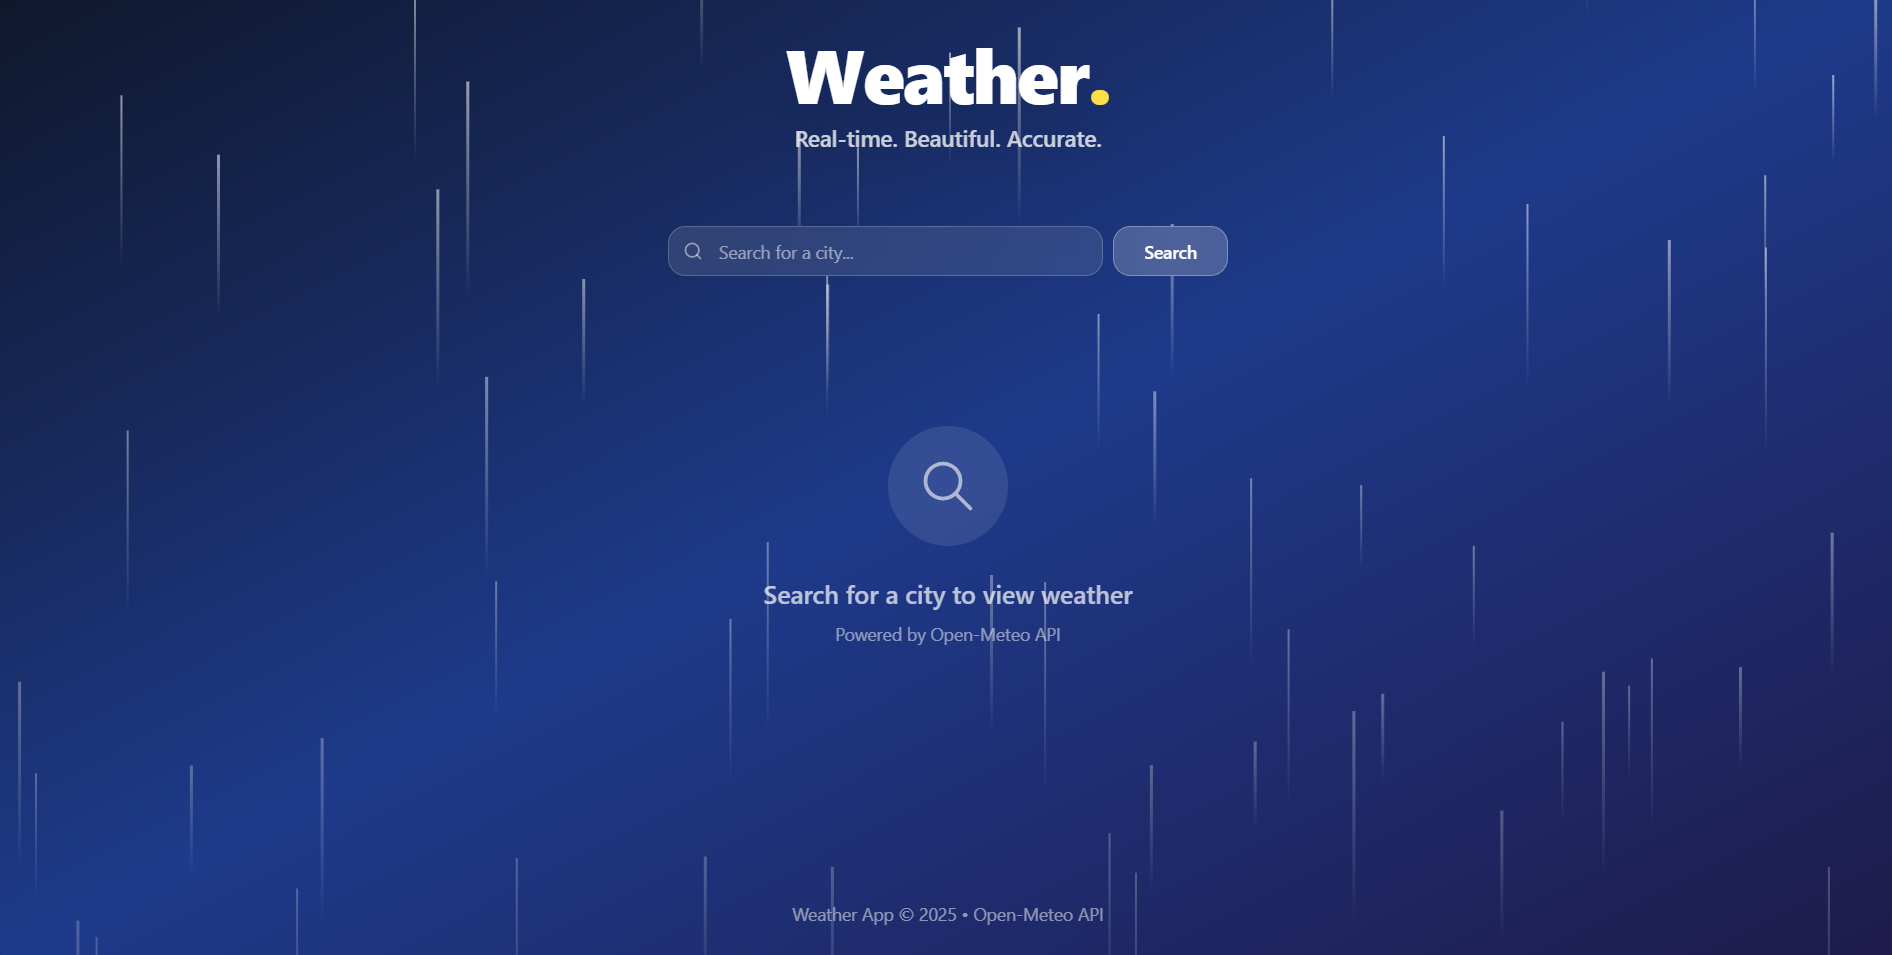 Weather.
Real-time. Beautiful. Accurate.
Search for a city...
Search
Search for a city to view weather
Powered by Open-Meteo API
Weather App © 2025 • Open-Meteo API